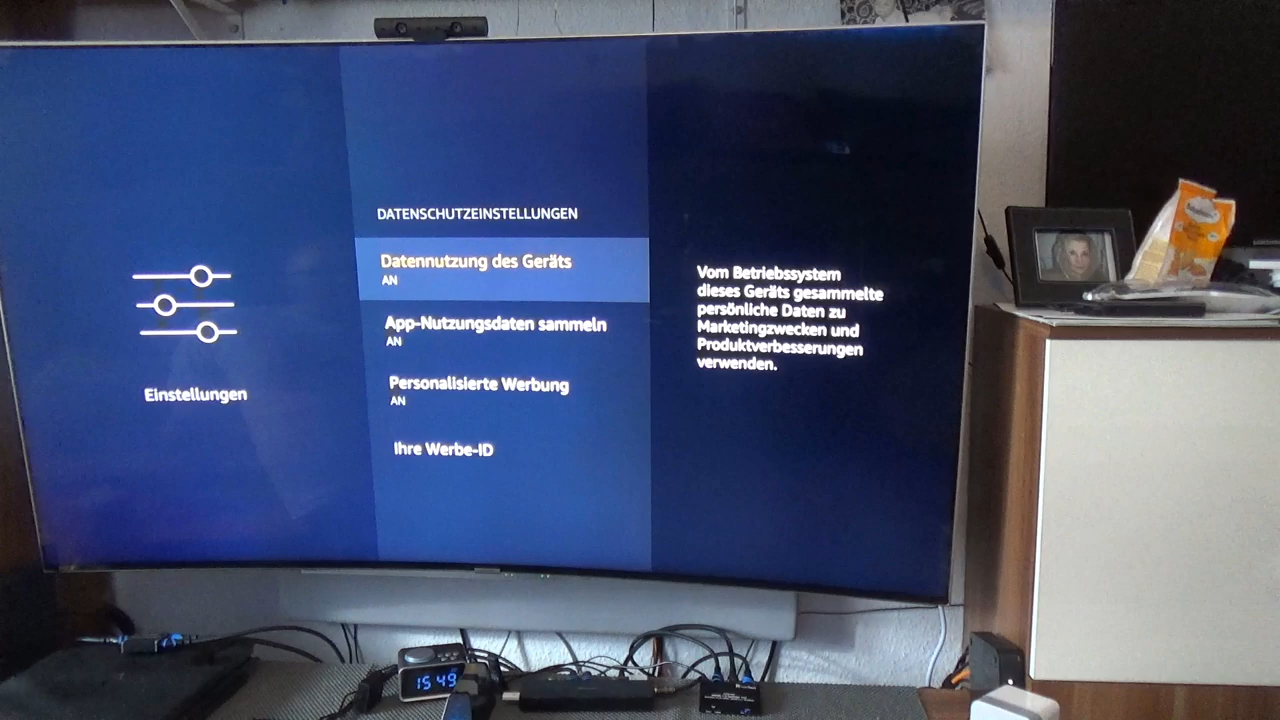 DATENSCHUTZEINSTELLUNGEN
Datennutzung des Geräts
AN
App-Nutzungsdaten sammeln
AN
Personalisierte Werbung
AN
Ihre Werbe-ID
Einstellungen
Vom Betriebssystem
dieses Geräts gesammelte
persönliche Daten zu
Marketingzwecken und
Produktverbesserungen
verwenden.
15 49